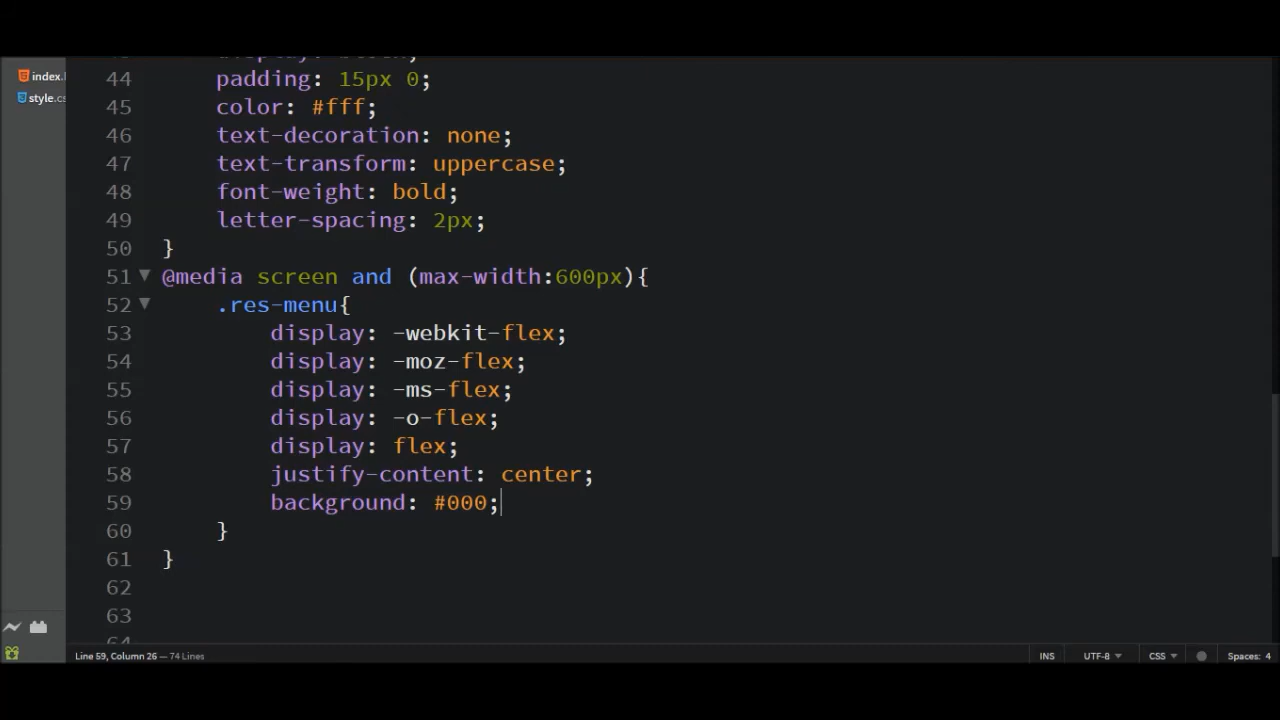 index.
style.cs
44 padding: 15px 0;
45 color: #fff;
46 text-decoration: none;
47 text-transform: uppercase;
48 font-weight: bold;
49 letter-spacing: 2px;
50 }
51 @media screen and (max-width:600px){
52 .res-menu{
53 display: -webkit-flex;
54 display: -moz-flex;
55 display: -ms-flex;
56 display: -o-flex;
57 display: flex;
58 justify-content: center;
59 background: #000;
60 }
61 }
62
63
Line 59, Column 26 — 74 Lines
INS UTF-8 CSS Spaces: 4